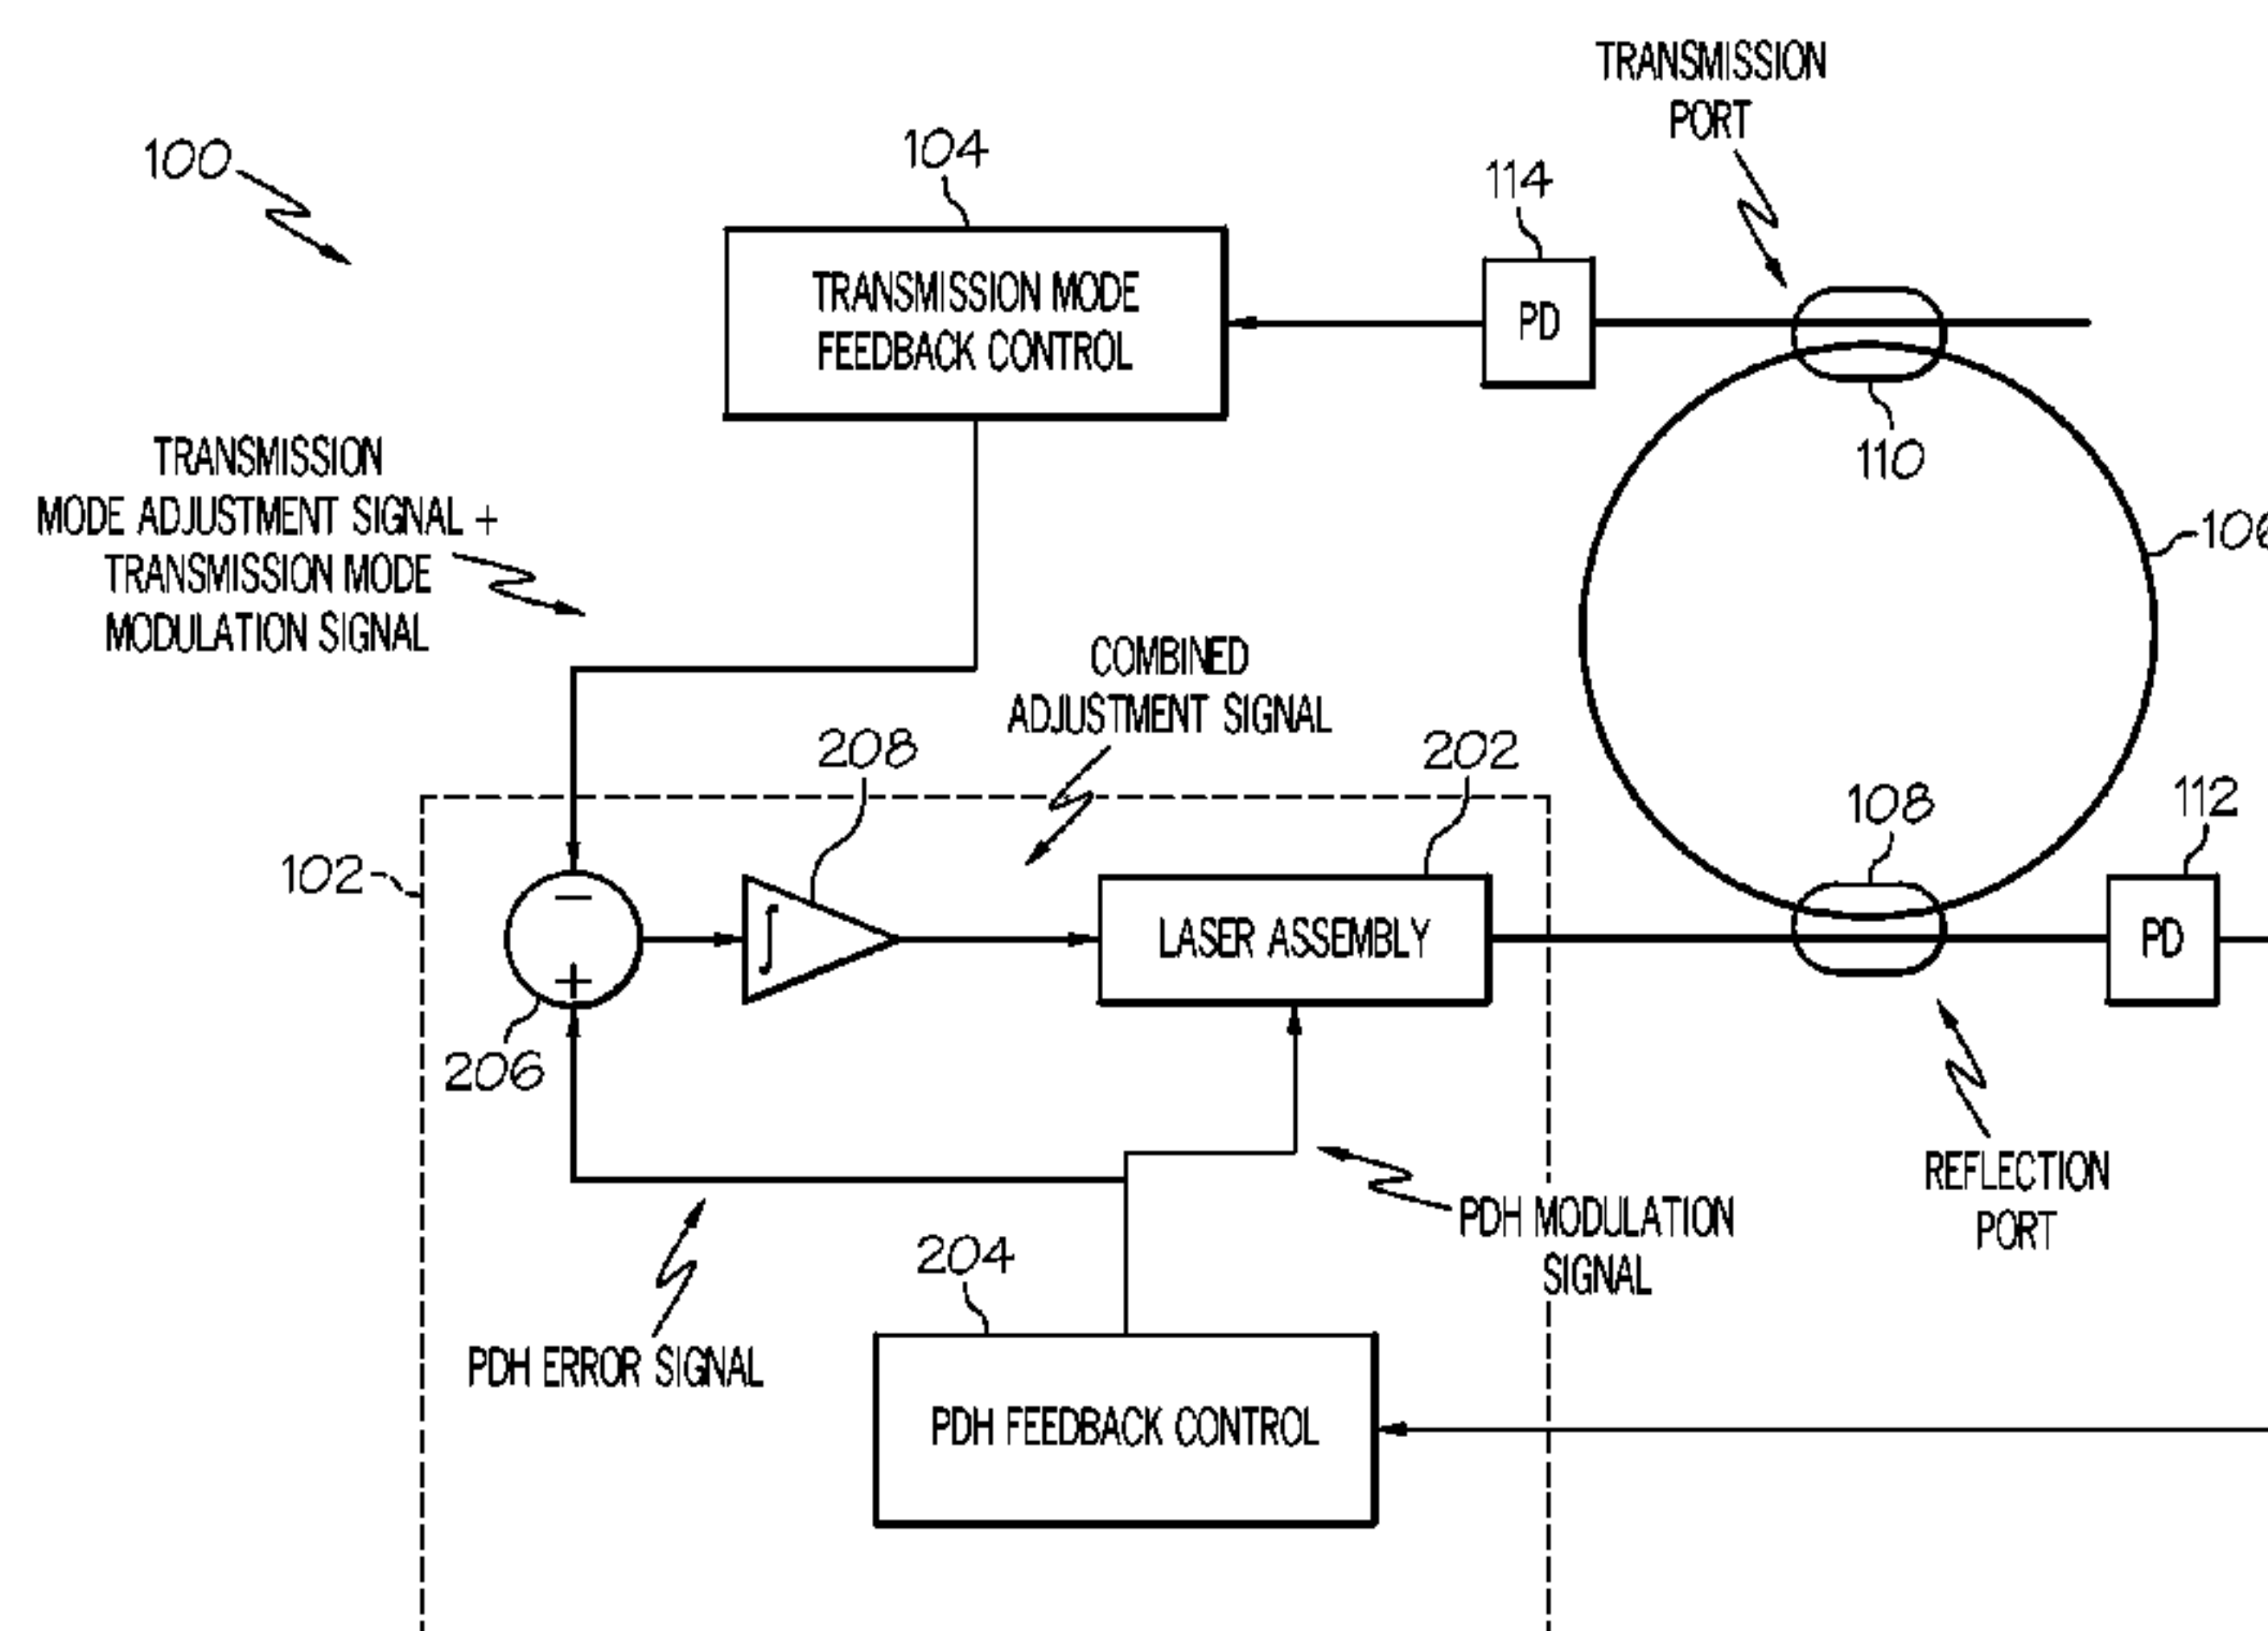 TRANSMISSION
PORT
100
104
114
TRANSMISSION MODE
FEEDBACK CONTROL
PD
110
TRANSMISSION
MODE ADJUSTMENT SIGNAL +
TRANSMISSION MODE
MODULATION SIGNAL
106
COMBINED
ADJUSTMENT SIGNAL
208
202
108
112
102
−
∫
LASER ASSEMBLY
PD
+
206
PDH MODULATION
SIGNAL
REFLECTION
PORT
204
PDH ERROR SIGNAL
PDH FEEDBACK CONTROL